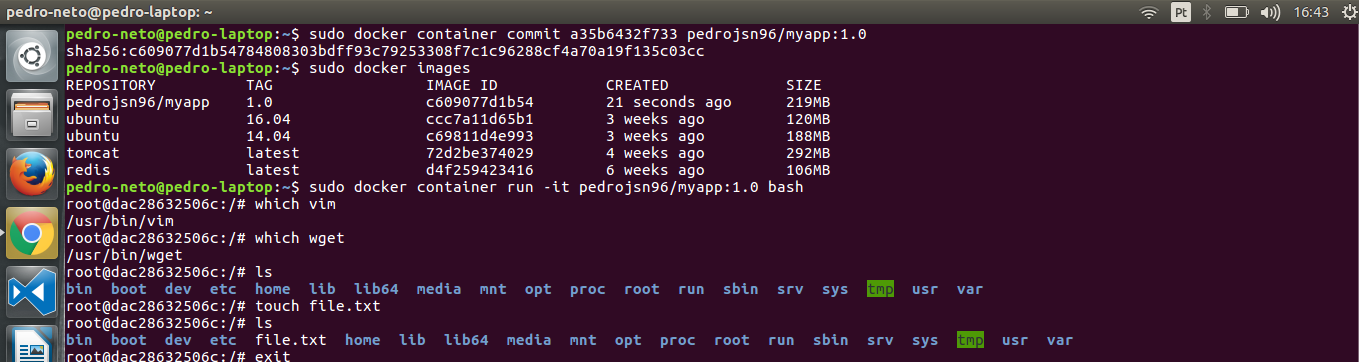 pedro-neto@pedro-laptop: ~
Pt
16:43
pedro-neto@pedro-laptop:~$ sudo docker container commit a35b6432f733 pedrojsn96/myapp:1.0
sha256:c609077d1b54784808303bdff93c79253308f7c1c96288cf4a70a19f135c03cc
pedro-neto@pedro-laptop:~$ sudo docker images
REPOSITORY TAG IMAGE ID CREATED SIZE
pedrojsn96/myapp 1.0 c609077d1b54 21 seconds ago 219MB
ubuntu 16.04 ccc7a11d65b1 3 weeks ago 120MB
ubuntu 14.04 c69811d4e993 3 weeks ago 188MB
tomcat latest 72d2be374029 4 weeks ago 292MB
redis latest d4f259423416 6 weeks ago 106MB
pedro-neto@pedro-laptop:~$ sudo docker container run -it pedrojsn96/myapp:1.0 bash
root@dac28632506c:/# which vim
/usr/bin/vim
root@dac28632506c:/# which wget
/usr/bin/wget
root@dac28632506c:/# ls
bin boot dev etc home lib lib64 media mnt opt proc root run sbin srv sys tmp usr var
root@dac28632506c:/# touch file.txt
root@dac28632506c:/# ls
bin boot dev etc file.txt home lib lib64 media mnt opt proc root run sbin srv sys tmp usr var
root@dac28632506c:/# exit